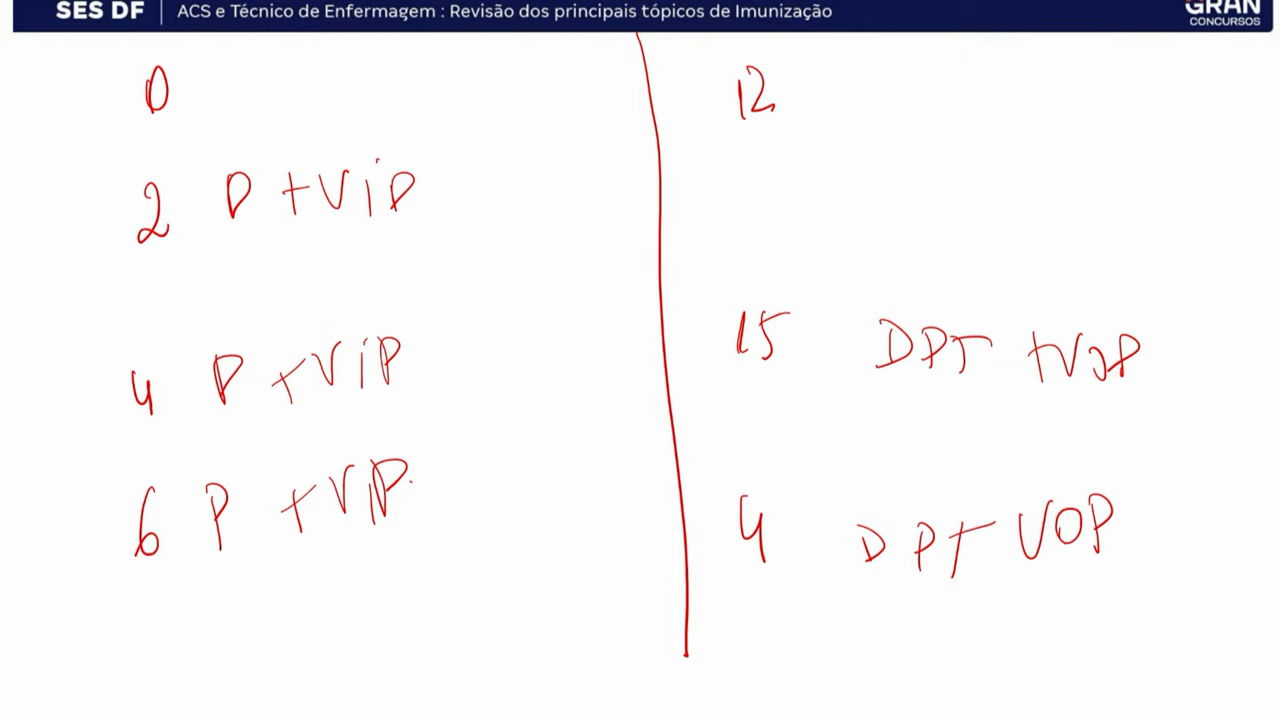 SES DF | ACS e Técnico de Enfermagem : Revisão dos principais tópicos de Imunização
GRAN
CONCURSOS
0
2 P +ViP
4 P +ViP
6 P +ViP.
12
15 DPT +VOP
4 DPT VOP